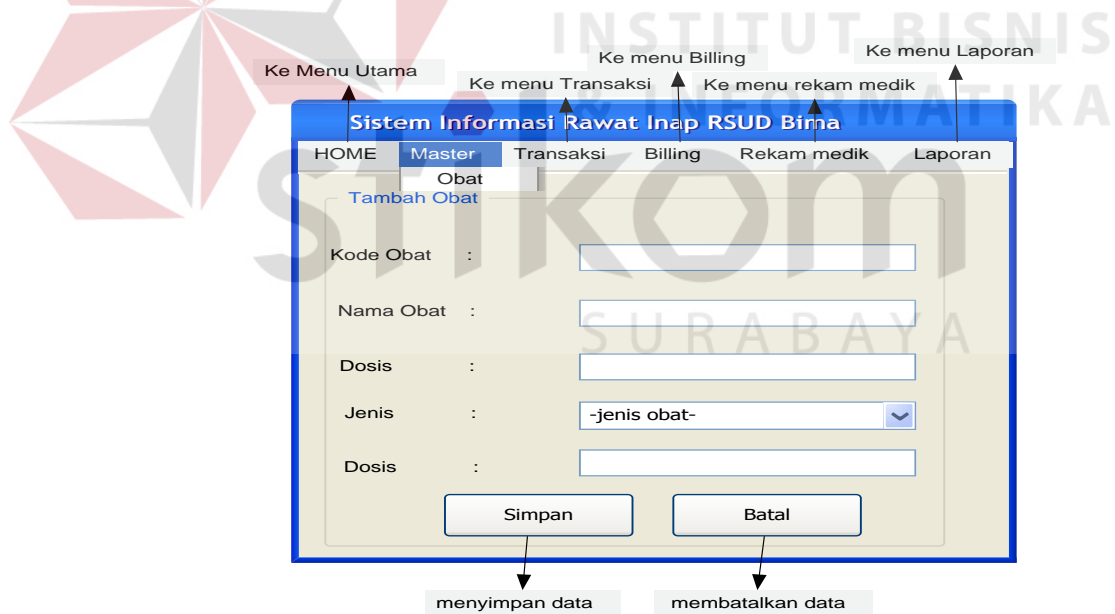 INSTITUT BISNIS
& INFORMATIKA
stikom
SURABAYA
Ke Menu Utama
Ke menu Transaksi
Ke menu Billing
Ke menu rekam medik
Ke menu Laporan
Sistem Informasi Rawat Inap RSUD Bima
HOME Master Transaksi Billing Rekam medik Laporan
Obat
Tambah Obat
Kode Obat :
Nama Obat :
Dosis :
Jenis : -jenis obat-
Dosis :
Simpan Batal
menyimpan data membatalkan data